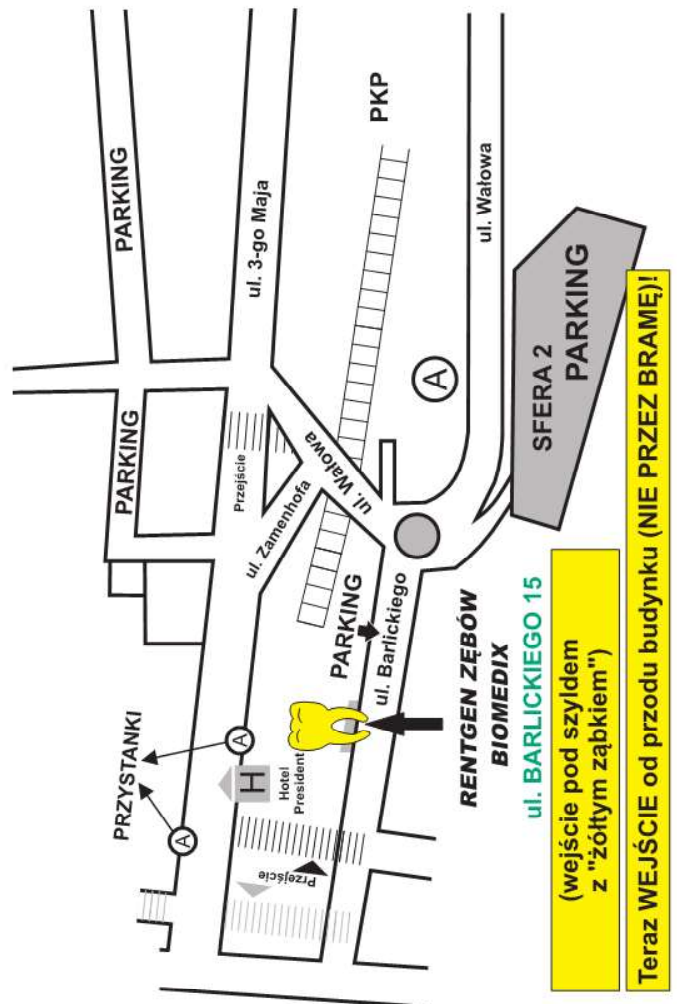 PRZYSTANKI
PARKING
PARKING
A
A
Przejście
ul. 3-go Maja
H
Hotel
President
ul. Zamenhofa
ul. Wałowa
PKP
Przejście
PARKING
ul. Barlickiego
A
ul. Wałowa
RENTGEN ZĘBÓW
BIOMEDIX
ul. BARLICKIEGO 15
SFERA 2
PARKING
(wejście pod szyldem
z "żółtym ząbkiem")
Teraz WEJŚCIE od przodu budynku (NIE PRZEZ BRAMĘ)!